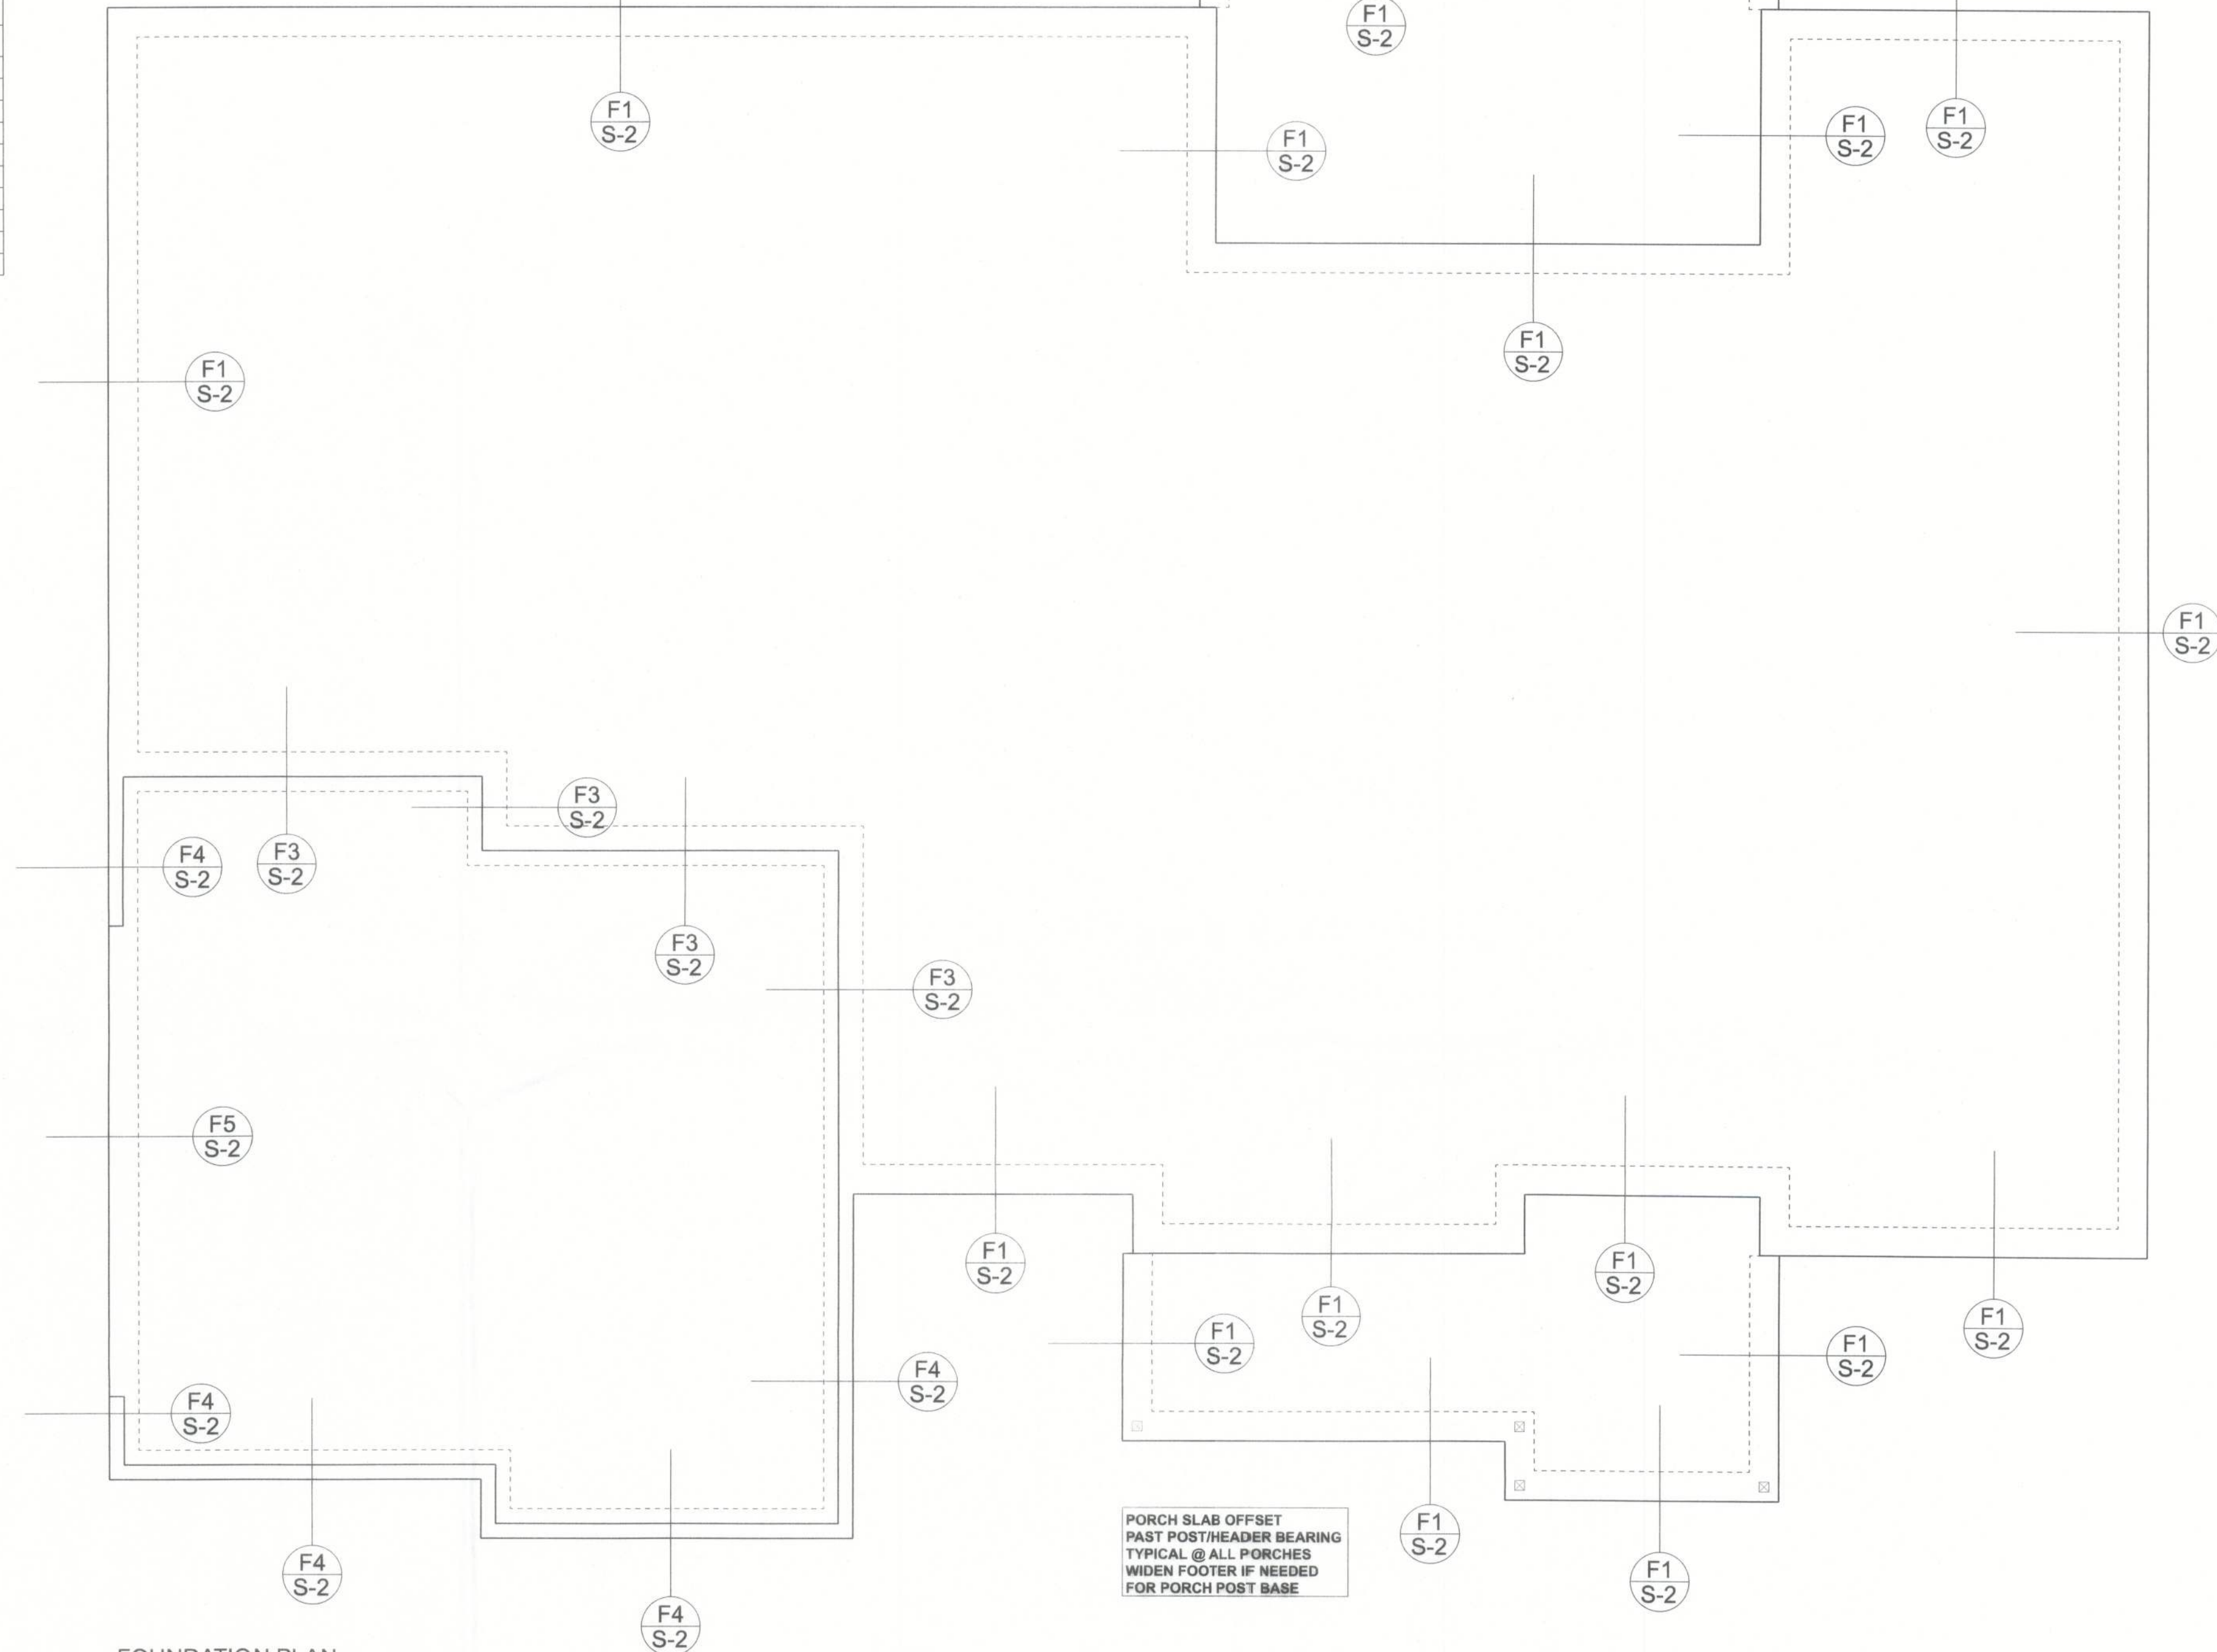 F1
S-2
F1
S-2
F1
S-2
F1
S-2
F1
S-2
F1
S-2
F1
S-2
F1
S-2
F3
S-2
F4
S-2
F3
S-2
F3
S-2
F3
S-2
F5
S-2
F1
S-2
F1
S-2
F1
S-2
F1
S-2
F1
S-2
F1
S-2
F4
S-2
F4
S-2
PORCH SLAB OFFSET
PAST POST/HEADER BEARING
TYPICAL @ ALL PORCHES
WIDEN FOOTER IF NEEDED
FOR PORCH POST BASE
F1
S-2
F4
S-2
F1
S-2
F4
S-2
FOUNDATION PLAN